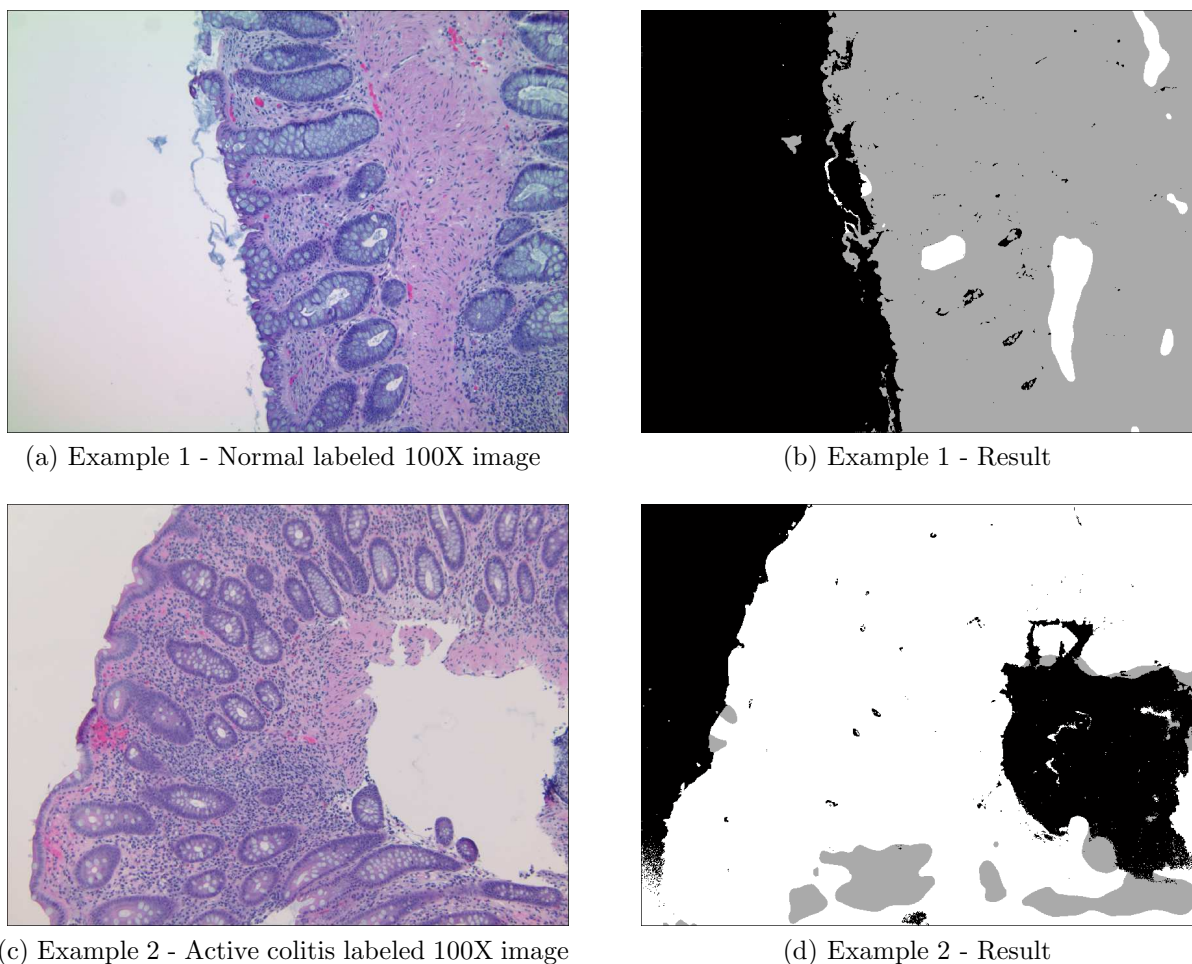 (a) Example 1 - Normal labeled 100X image
(b) Example 1 - Result
(c) Example 2 - Active colitis labeled 100X image
(d) Example 2 - Result